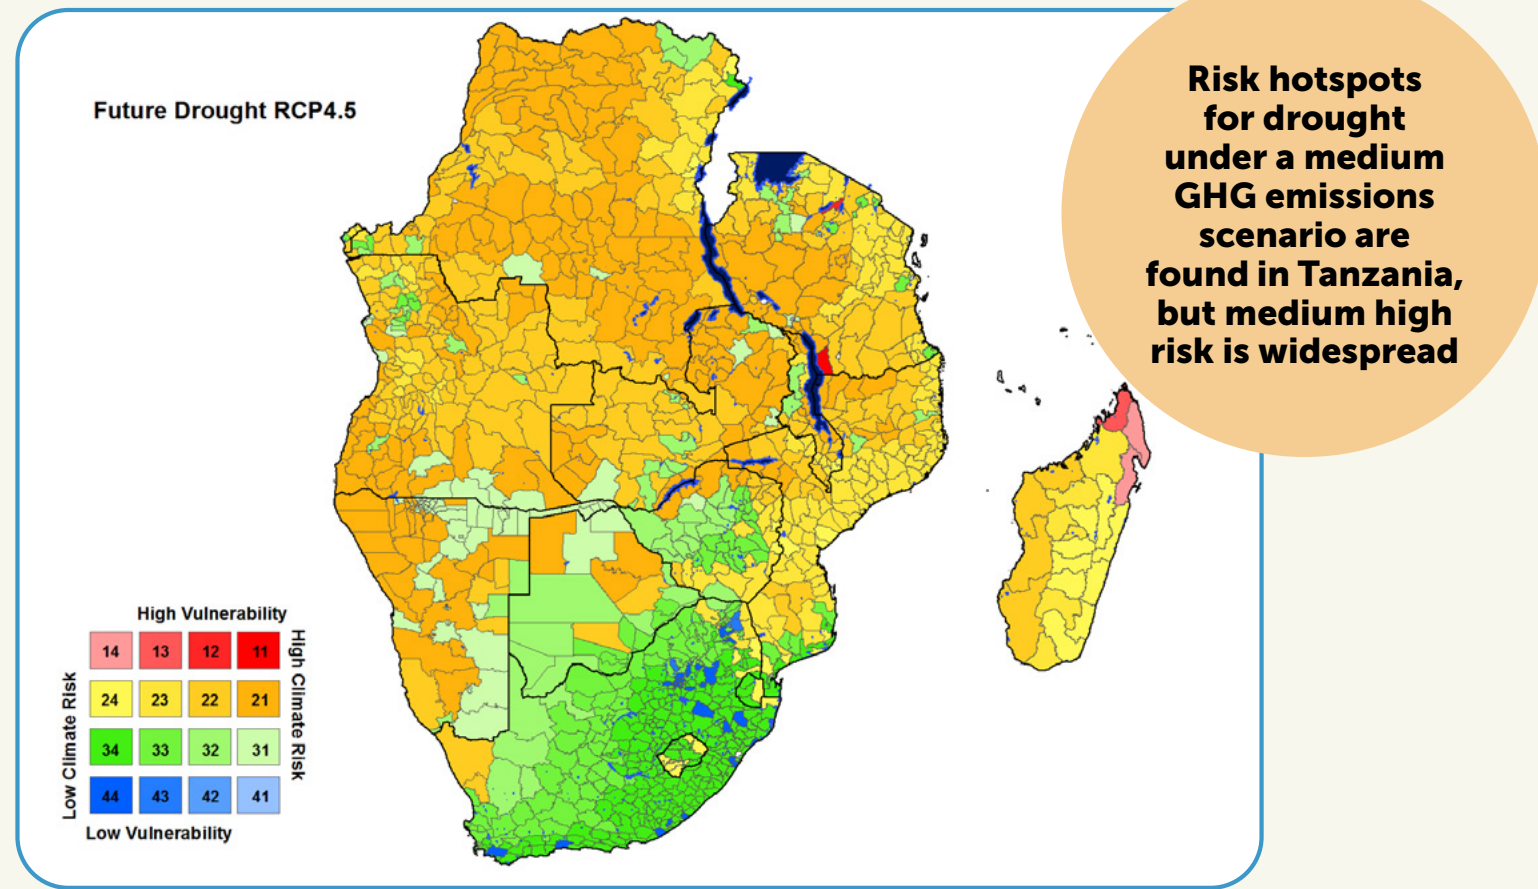 Future Drought RCP4.5
Risk hotspots
for drought
under a medium
GHG emissions
scenario are
found in Tanzania,
but medium high
risk is widespread
High Vulnerability
14 13 12 11
24 23 22 21
34 33 32 31
44 43 42 41
Low Vulnerability
Low Climate Risk
High Climate Risk